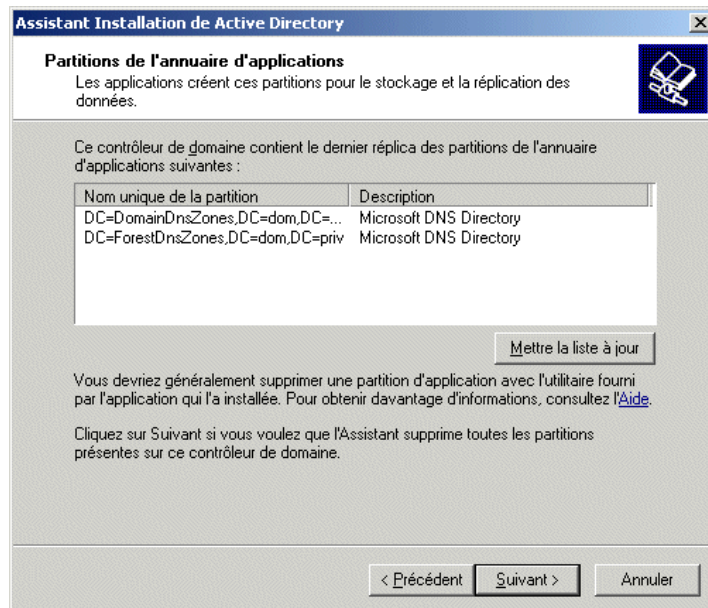 Assistant Installation de Active Directory
Partitions de l'annuaire d'applications
Les applications créent ces partitions pour le stockage et la réplication des
données.
Ce contrôleur de domaine contient le dernier réplica des partitions de l'annuaire
d'applications suivantes :
Nom unique de la partition Description
DC=DomainDnsZones,DC=dom,DC=... Microsoft DNS Directory
DC=ForestDnsZones,DC=dom,DC=priv Microsoft DNS Directory
Mettre la liste à jour
Vous devriez généralement supprimer une partition d'application avec l'utilitaire fourni
par l'application qui l'a installée. Pour obtenir davantage d'informations, consultez l'Aide.
Cliquez sur Suivant si vous voulez que l'Assistant supprime toutes les partitions
présentes sur ce contrôleur de domaine.
< Précédent Suivant > Annuler